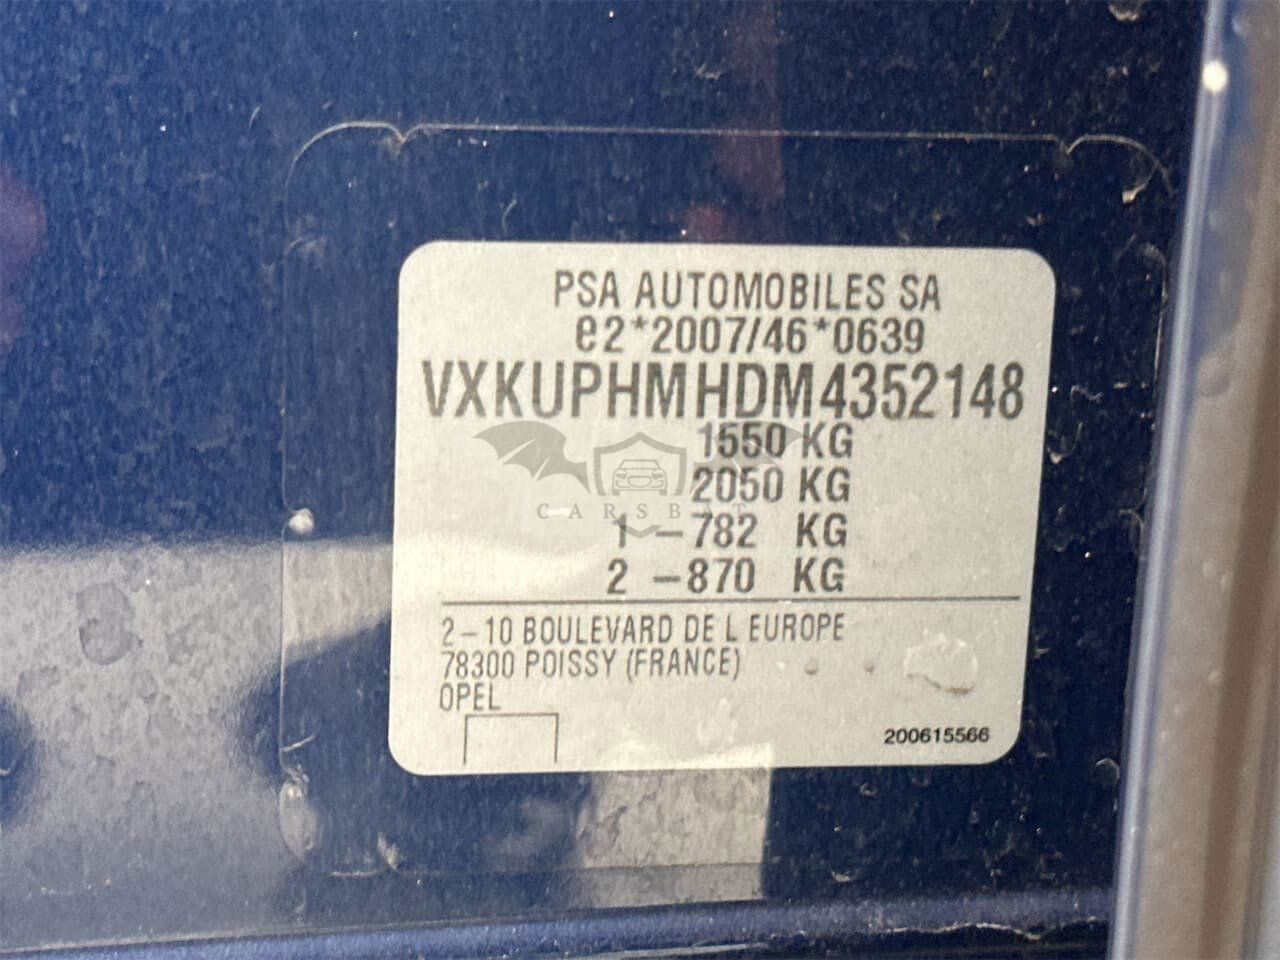 PSA AUTOMOBILES SA
e2*2007/46*0639
VXKUPHMHDM4352148
1550 KG
2050 KG
1 - 782 KG
2 - 870 KG
CARSBAT
2-10 BOULEVARD DE L EUROPE
78300 POISSY (FRANCE)
OPEL
200615566